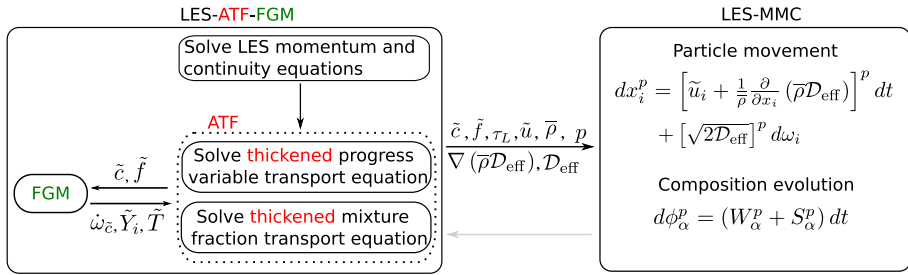 LES-ATF-FGM
Solve LES momentum and
continuity equations
ATF
Solve thickened progress
variable transport equation
Solve thickened mixture
fraction transport equation
FGM
c̃, f̃
ω̇_c̃, Ỹ_i, T̃
c̃, f̃, τ_L, ũ, ρ̅, p
∇(ρ̅𝒟_eff), 𝒟_eff
LES-MMC
Particle movement
dx_i^p = [ũ_i + 1/ρ̅ ∂/∂x_i (ρ̅𝒟_eff)]^p dt
+ [√(2𝒟_eff)]^p dω_i
Composition evolution
dϕ_α^p = (W_α^p + S_α^p) dt